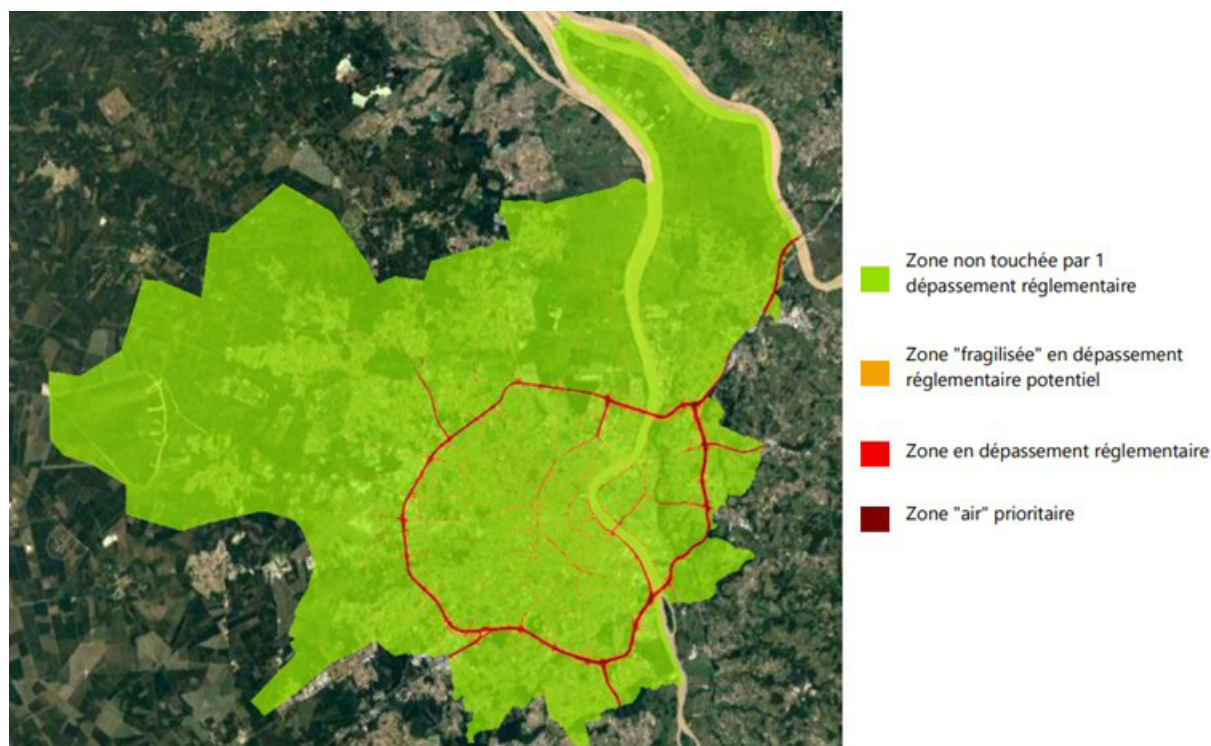 Zone non touchée par 1
dépassement réglementaire
Zone "fragilisée" en dépassement
réglementaire potentiel
Zone en dépassement réglementaire
Zone "air" prioritaire